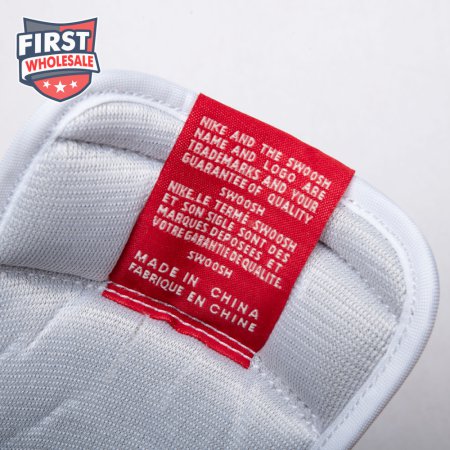 FIRST
WHOLESALE
NIKE AND THE SWOOSH
NAME AND LOGO ARE
TRADEMARKS AND YOUR
GUARANTEE OF QUALITY
SWOOSH
NIKE.LE TERME SWOOSH
ET SON SIGLE SONT DES
MARQUES DEPOSÉES ET
VOTRE GARANTIE DE QUALITE.
SWOOSH
MADE IN CHINA
FABRIQUE EN CHINE